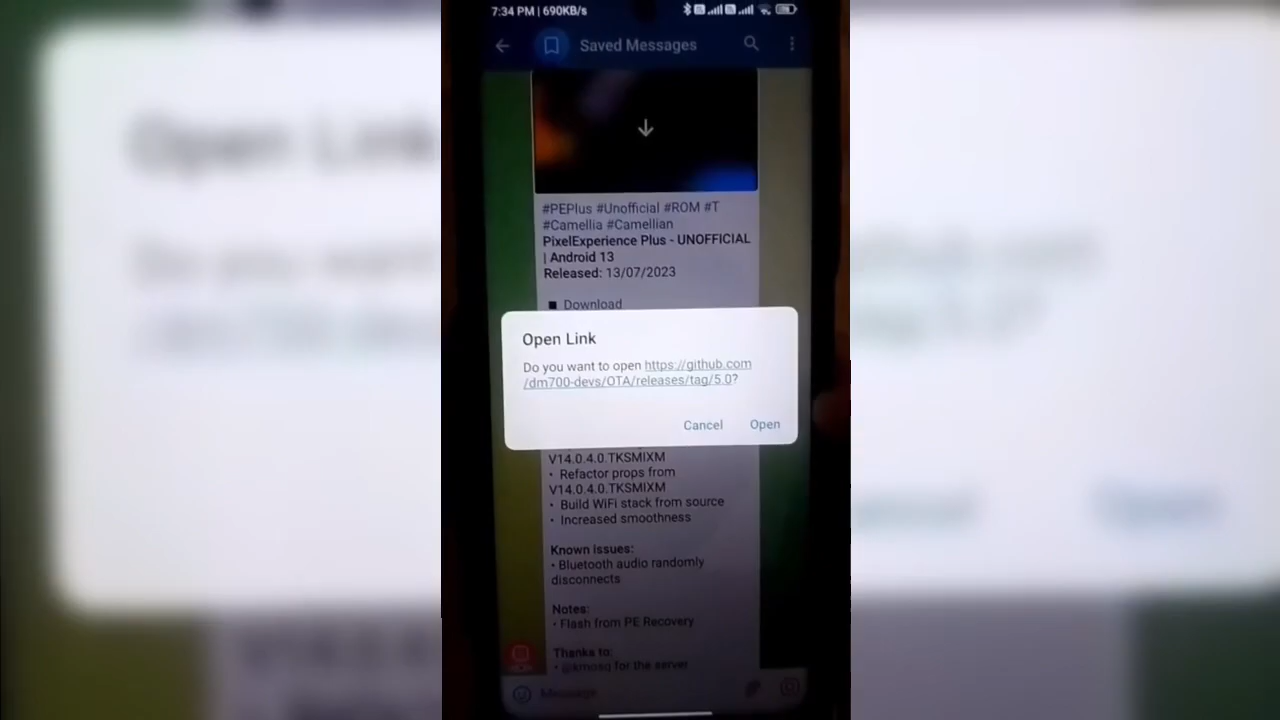 7:34 PM | 690KB/s
Saved Messages
#PEPlus #Unofficial #ROM #T
#Camellia #Camellian
PixelExperience Plus - UNOFFICIAL
| Android 13
Released: 13/07/2023
■ Download
Open Link
Do you want to open https://github.com
/dm700-devs/OTA/releases/tag/5.0?
Cancel Open
V14.0.4.0.TKSMIXM
• Refactor props from
V14.0.4.0.TKSMIXM
• Build WiFi stack from source
• Increased smoothness
Known Issues:
• Bluetooth audio randomly
disconnects
Notes:
• Flash from PE Recovery
Thanks to:
• @kmosq for the server
Message